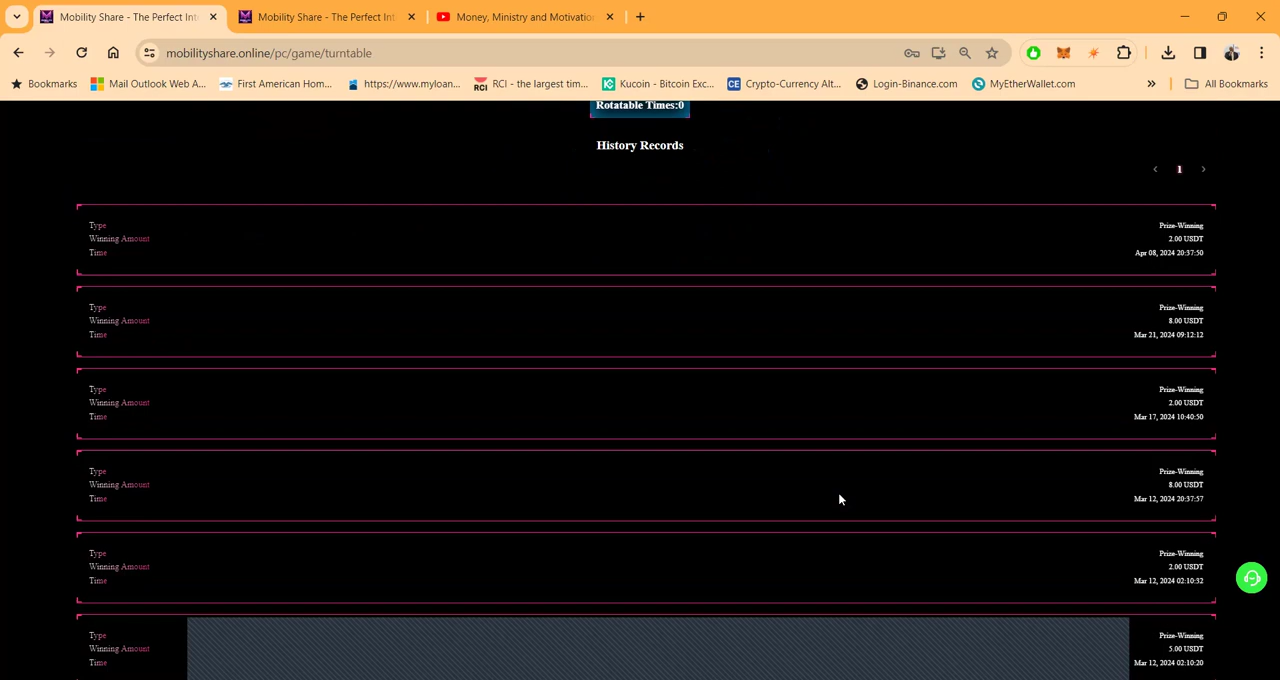 Mobility Share - The Perfect Int
Mobility Share - The Perfect Int
Money, Ministry and Motivation
mobilityshare.online/pc/game/turntable
Bookmarks
Mail Outlook Web A...
First American Hom...
https://www.myloan...
RCI - the largest tim...
Kucoin - Bitcoin Exc...
Crypto-Currency Alt...
Login-Binance.com
MyEtherWallet.com
All Bookmarks
Rotatable Times:0
History Records
1
Type
Prize-Winning
Winning Amount
2.00 USDT
Time
Apr 08, 2024 20:37:50
Type
Prize-Winning
Winning Amount
8.00 USDT
Time
Mar 21, 2024 09:12:12
Type
Prize-Winning
Winning Amount
2.00 USDT
Time
Mar 17, 2024 10:40:50
Type
Prize-Winning
Winning Amount
8.00 USDT
Time
Mar 12, 2024 20:37:57
Type
Prize-Winning
Winning Amount
2.00 USDT
Time
Mar 12, 2024 02:10:32
Type
Prize-Winning
Winning Amount
5.00 USDT
Time
Mar 12, 2024 02:10:20